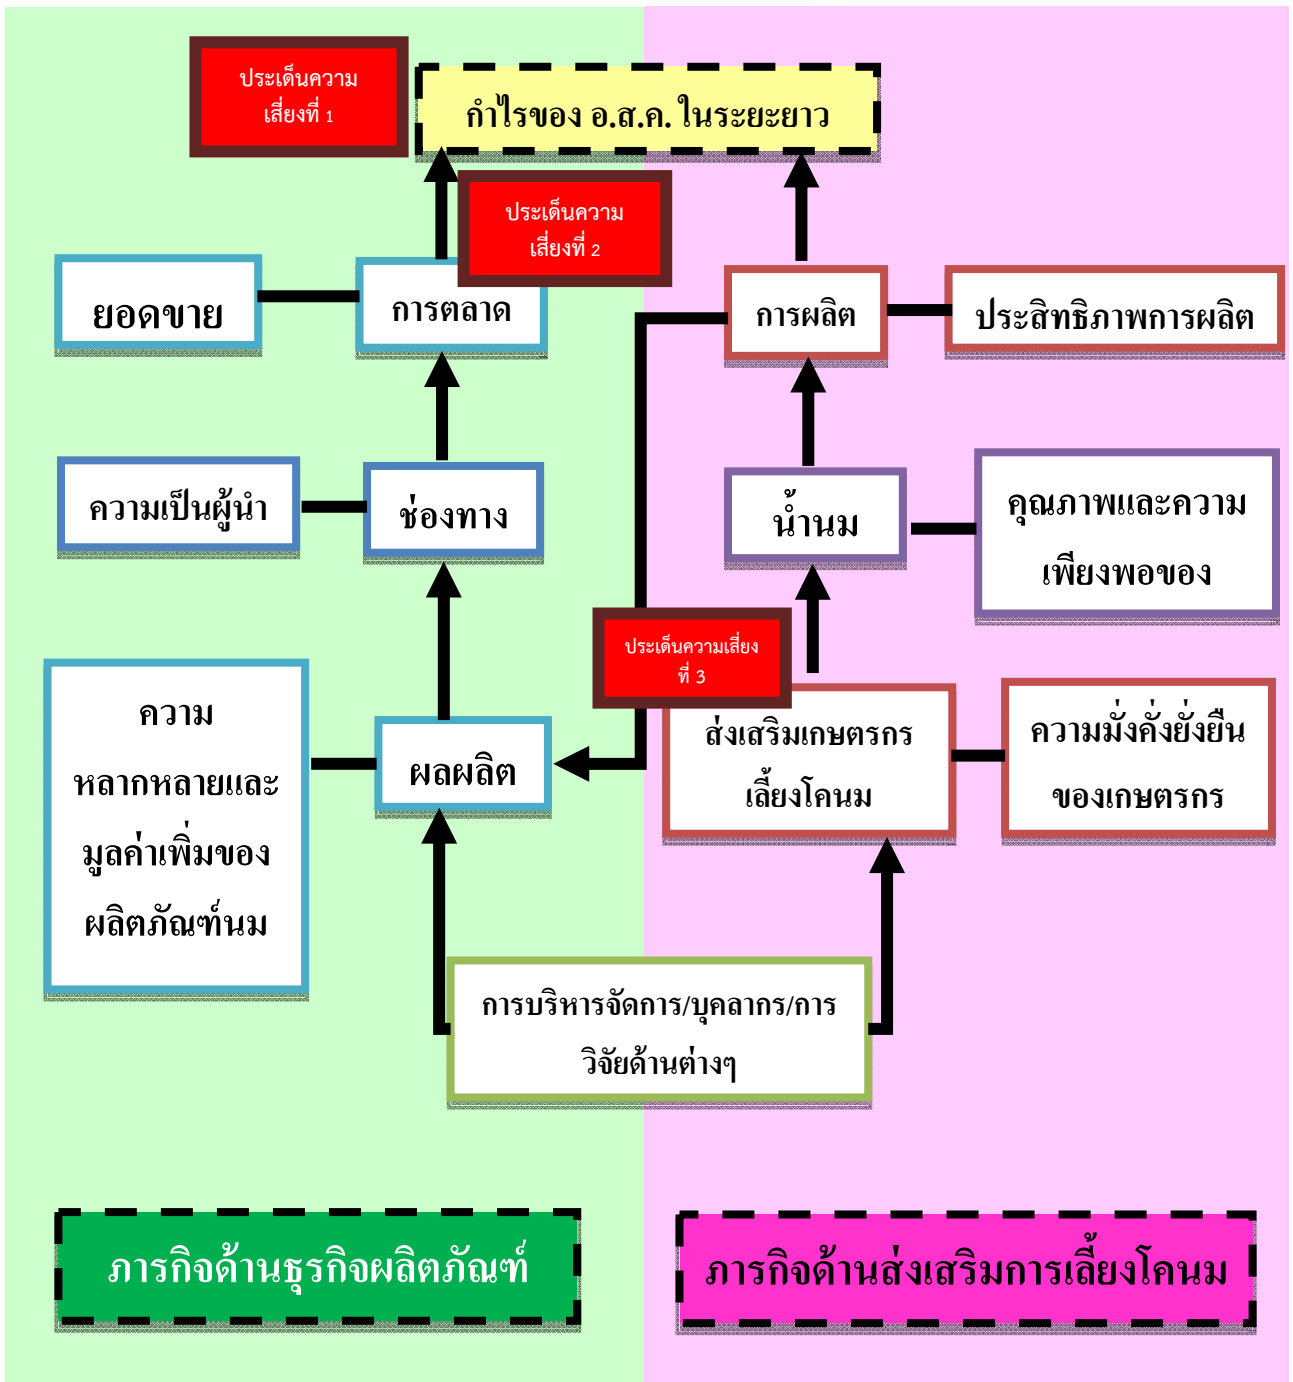 ประเด็นความ
เสี่ยงที่ 1
กำไรของ อ.ส.ค. ในระยะยาว
ประเด็นความ
เสี่ยงที่ 2
ยอดขาย
การตลาด
การผลิต
ประสิทธิภาพการผลิต
ความเป็นผู้นำ
ช่องทาง
น้ำนม
คุณภาพและความ
เพียงพอของ
ประเด็นความเสี่ยง
ที่ 3
ความ
หลากหลายและ
มูลค่าเพิ่มของ
ผลิตภัณฑ์นม
ผลผลิต
ส่งเสริมเกษตรกร
เลี้ยงโคนม
ความมั่งคั่งยั่งยืน
ของเกษตรกร
การบริหารจัดการ/บุคลากร/การ
วิจัยด้านต่างๆ
ภารกิจด้านธุรกิจผลิตภัณฑ์
ภารกิจด้านส่งเสริมการเลี้ยงโคนม